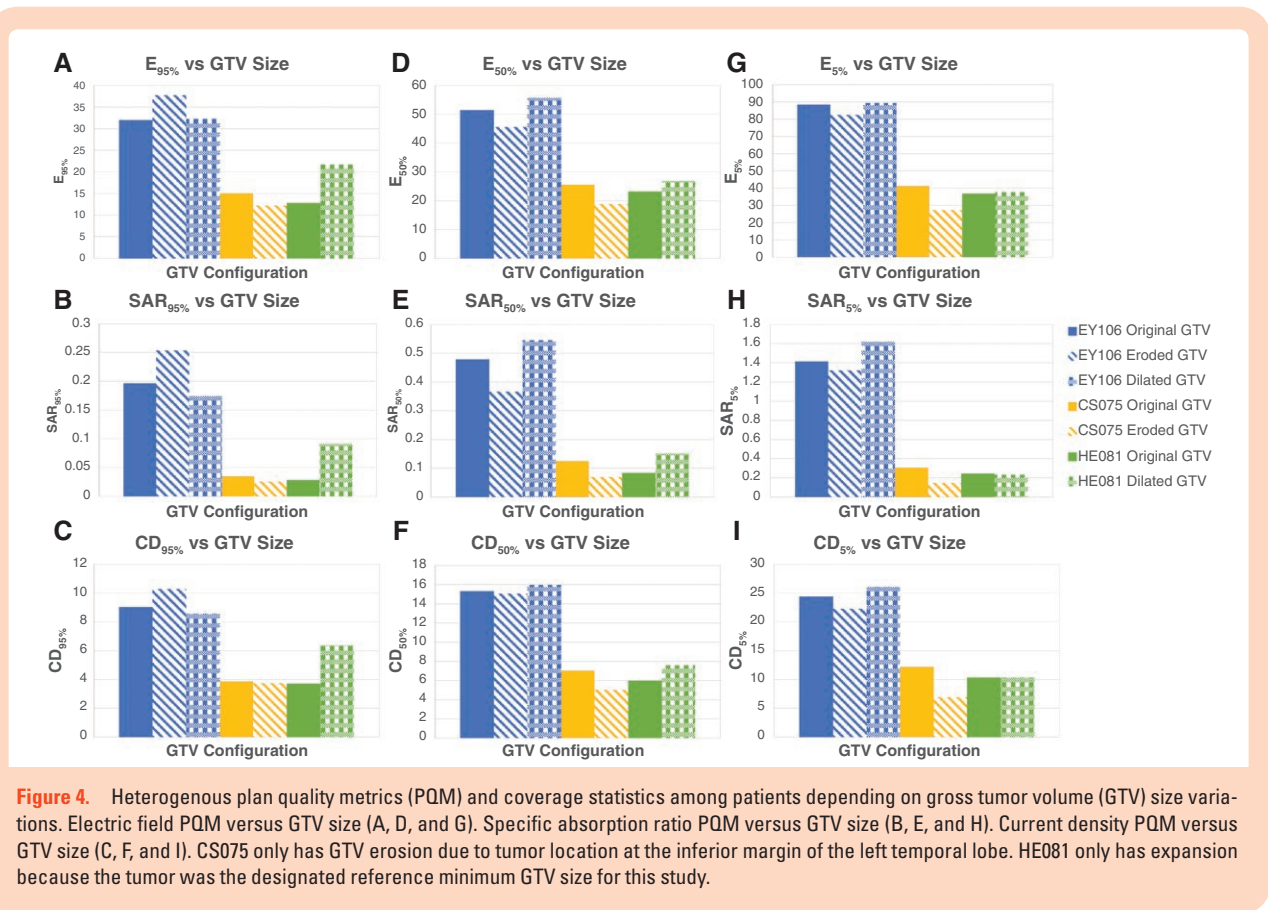 A
E95% vs GTV Size
E95%
40
35
30
25
20
15
10
5
0
GTV Configuration
D
E50% vs GTV Size
E50%
60
50
40
30
20
10
0
GTV Configuration
G
E5% vs GTV Size
E5%
100
90
80
70
60
50
40
30
20
10
0
GTV Configuration
B
SAR95% vs GTV Size
SAR95%
0.3
0.25
0.2
0.15
0.1
0.05
0
GTV Configuration
E
SAR50% vs GTV Size
SAR50%
0.6
0.5
0.4
0.3
0.2
0.1
0
GTV Configuration
H
SAR5% vs GTV Size
SAR5%
1.8
1.6
1.4
1.2
1
0.8
0.6
0.4
0.2
0
GTV Configuration
EY106 Original GTV
EY106 Eroded GTV
EY106 Dilated GTV
CS075 Original GTV
CS075 Eroded GTV
HE081 Original GTV
HE081 Dilated GTV
C
CD95% vs GTV Size
CD95%
12
10
8
6
4
2
0
GTV Configuration
F
CD50% vs GTV Size
CD50%
18
16
14
12
10
8
6
4
2
0
GTV Configuration
I
CD5% vs GTV Size
CD5%
30
25
20
15
10
5
0
GTV Configuration
Figure 4. Heterogenous plan quality metrics (PQM) and coverage statistics among patients depending on gross tumor volume (GTV) size varia-
tions. Electric field PQM versus GTV size (A, D, and G). Specific absorption ratio PQM versus GTV size (B, E, and H). Current density PQM versus
GTV size (C, F, and I). CS075 only has GTV erosion due to tumor location at the inferior margin of the left temporal lobe. HE081 only has expansion
because the tumor was the designated reference minimum GTV size for this study.